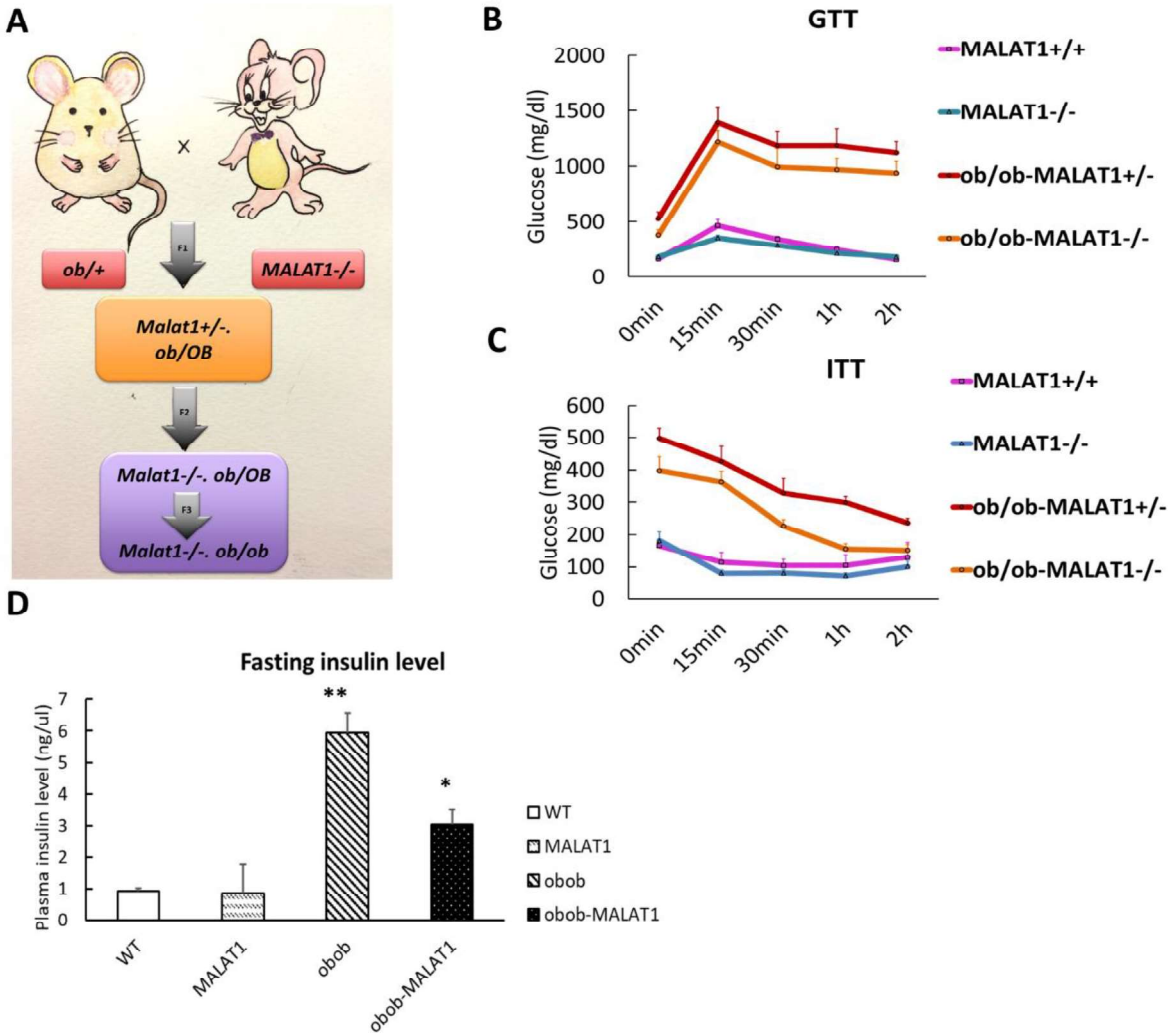 A
x
F1
ob/+
MALAT1-/-
Malat1+/-.
ob/OB
F2
Malat1-/-. ob/OB
F3
Malat1-/-. ob/ob
B
GTT
Glucose (mg/dl)
2000
1500
1000
500
0
0min
15min
30min
1h
2h
MALAT1+/+
MALAT1-/-
ob/ob-MALAT1+/-
ob/ob-MALAT1-/-
C
ITT
Glucose (mg/dl)
600
500
400
300
200
100
0
0min
15min
30min
1h
2h
MALAT1+/+
MALAT1-/-
ob/ob-MALAT1+/-
ob/ob-MALAT1-/-
D
Fasting insulin level
Plasma insulin level (ng/ul)
7
6
5
4
3
2
1
0
**
*
WT
MALAT1
obob
obob-MALAT1
WT
MALAT1
obob
obob-MALAT1